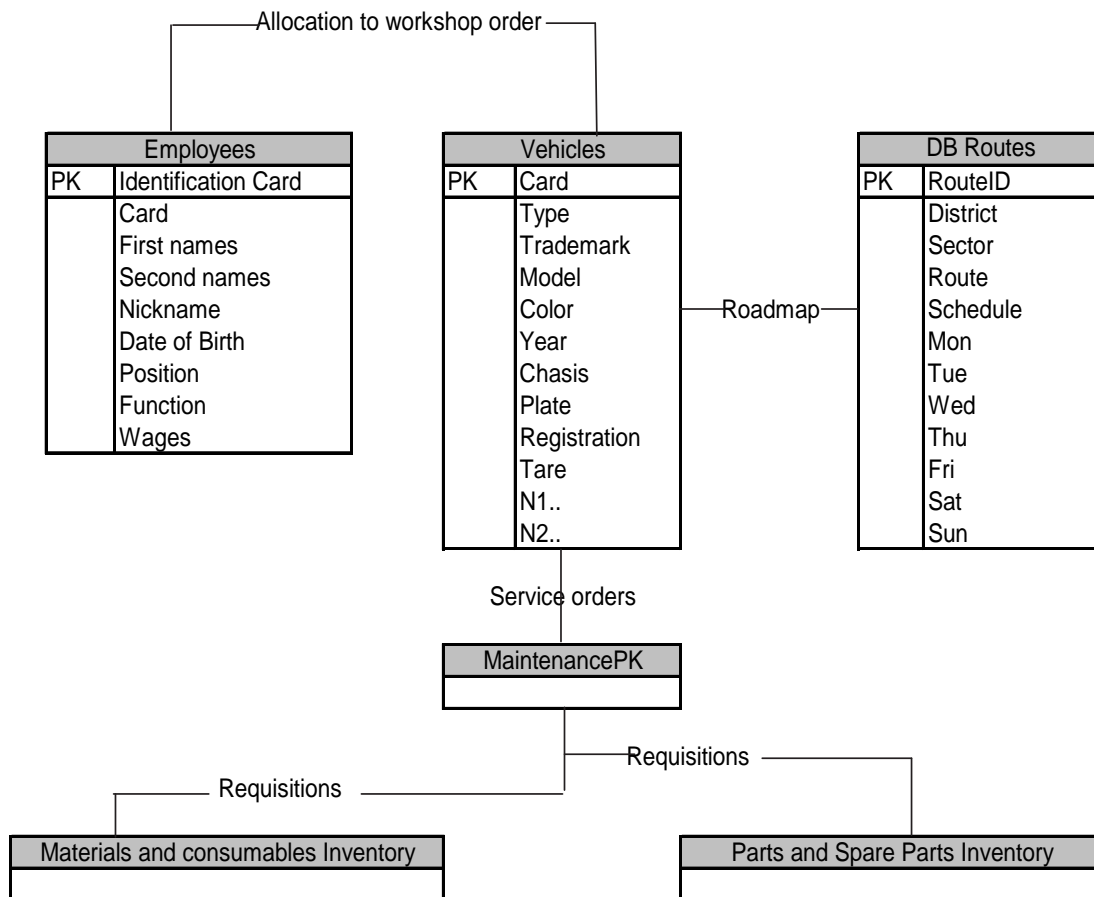 Allocation to workshop order
Employees
PK Identification Card
Card
First names
Second names
Nickname
Date of Birth
Position
Function
Wages
Vehicles
PK Card
Type
Trademark
Model
Color
Year
Chasis
Plate
Registration
Tare
N1..
N2..
Roadmap
DB Routes
PK RouteID
District
Sector
Route
Schedule
Mon
Tue
Wed
Thu
Fri
Sat
Sun
Service orders
MaintenancePK
Requisitions
Requisitions
Materials and consumables Inventory
Parts and Spare Parts Inventory